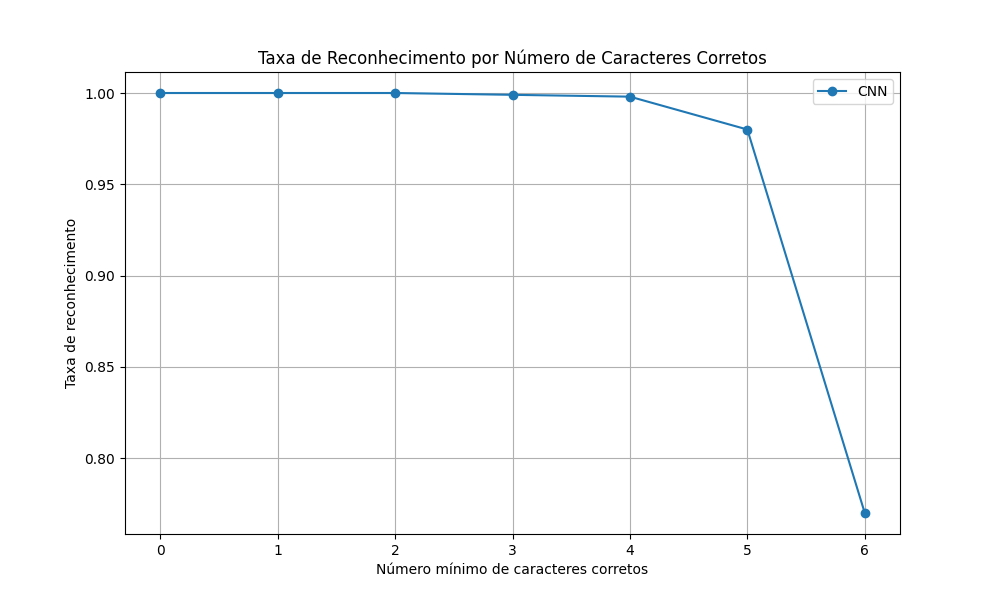 Taxa de Reconhecimento por Número de Caracteres Corretos
CNN
1.00
0.95
0.90
0.85
0.80
Taxa de reconhecimento
0 1 2 3 4 5 6
Número mínimo de caracteres corretos